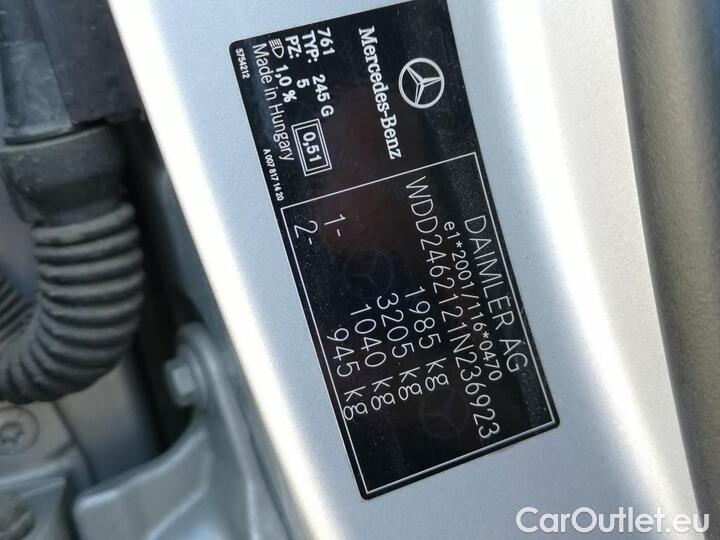 Mercedes-Benz
DAIMLER AG
e1*2001/116*0470
WDD2462121N236923
1985 kg
3205 kg
1- 1040 kg
2- 945 kg
761
TYP: 245 G
PZ: 5
1,0 % 0,51
Made in Hungary
5754212
A 007 817 14 20
CarOutlet.eu